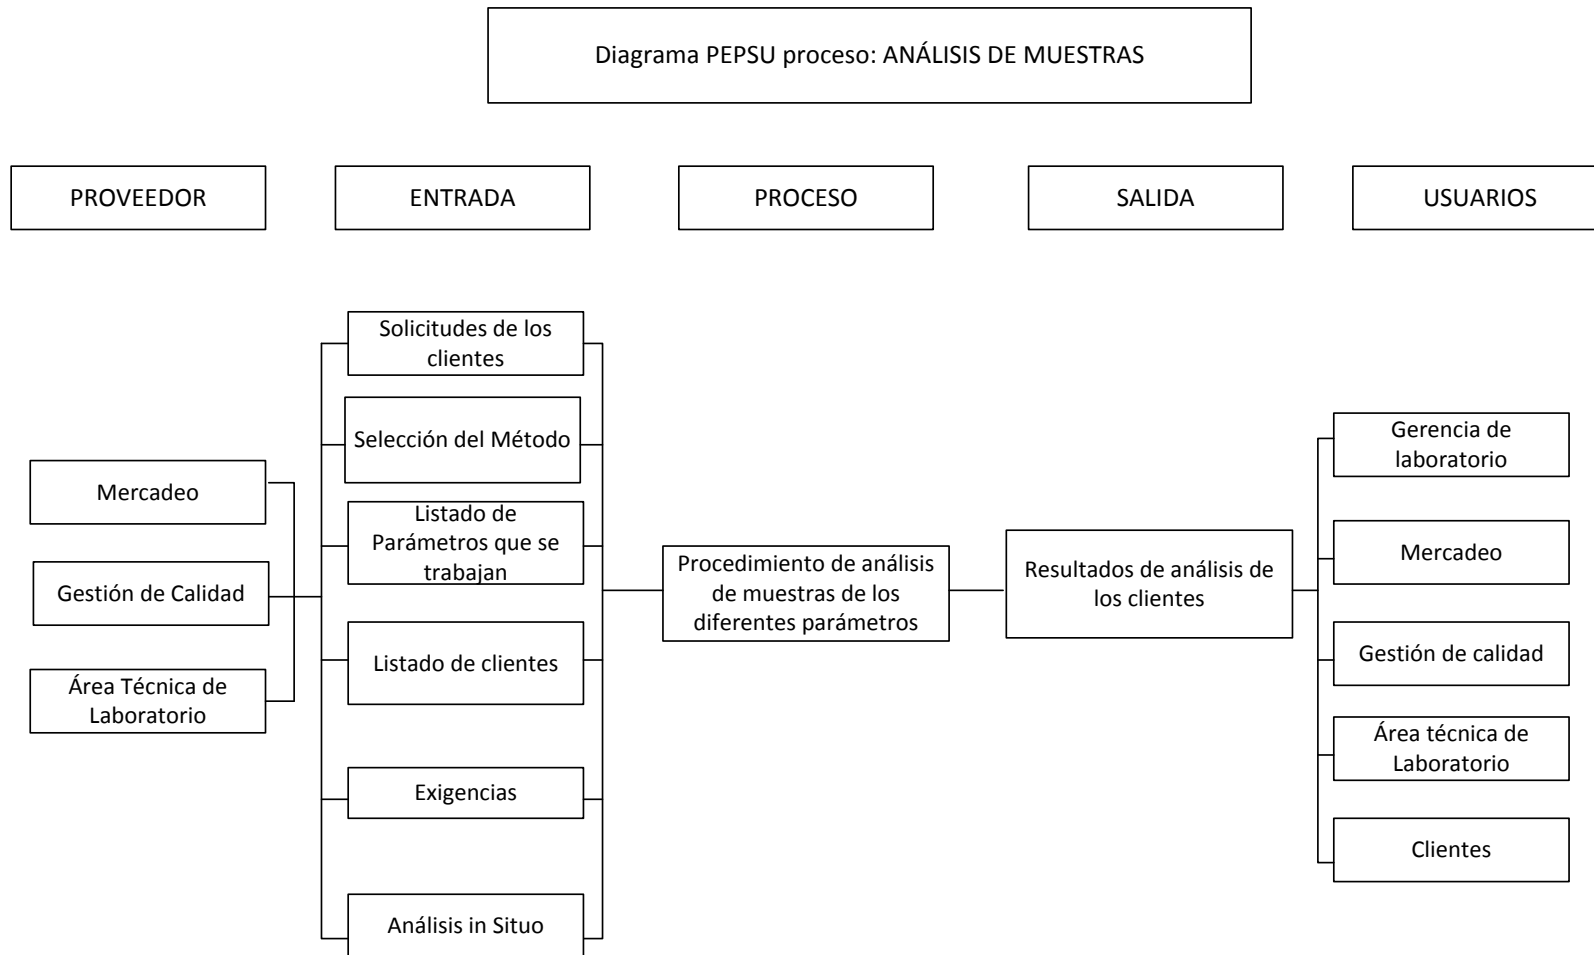 Diagrama PEPSU proceso: ANÁLISIS DE MUESTRAS
PROVEEDOR
ENTRADA
PROCESO
SALIDA
USUARIOS
Mercadeo
Gestión de Calidad
Área Técnica de
Laboratorio
Solicitudes de los
clientes
Selección del Método
Listado de
Parámetros que se
trabajan
Listado de clientes
Exigencias
Análisis in Situo
Procedimiento de análisis
de muestras de los
diferentes parámetros
Resultados de análisis de
los clientes
Gerencia de
laboratorio
Mercadeo
Gestión de calidad
Área técnica de
Laboratorio
Clientes